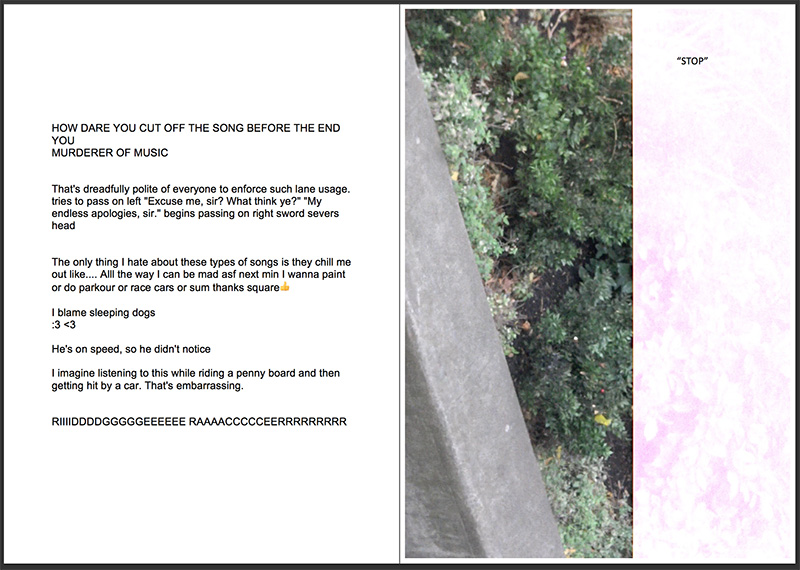 HOW DARE YOU CUT OFF THE SONG BEFORE THE END
YOU
MURDERER OF MUSIC
That's dreadfully polite of everyone to enforce such lane usage.
tries to pass on left "Excuse me, sir? What think ye?" "My
endless apologies, sir." begins passing on right sword severs
head
The only thing I hate about these types of songs is they chill me
out like.... Alll the way I can be mad asf next min I wanna paint
or do parkour or race cars or sum thanks square👍
I blame sleeping dogs
:3 <3
He's on speed, so he didn't notice
I imagine listening to this while riding a penny board and then
getting hit by a car. That's embarrassing.
RIIIIDDDDGGGGGEEEEEE RAAAACCCCCEERRRRRRRRR
“STOP”